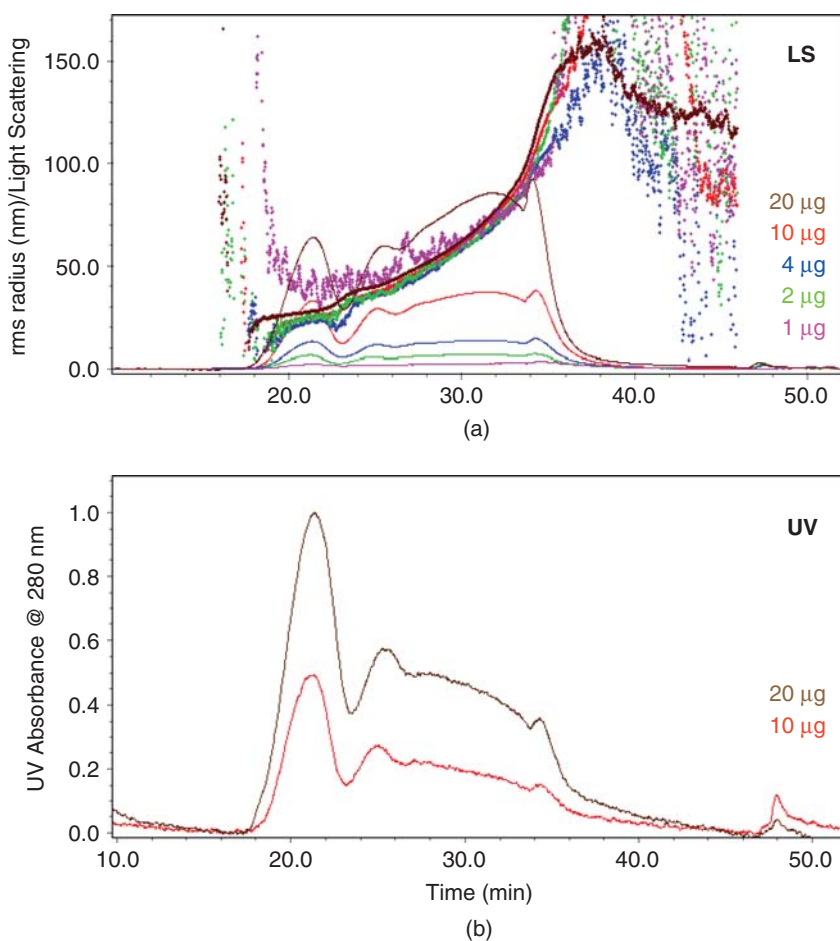 LS
rms radius (nm)/Light Scattering
150.0
100.0
50.0
0.0
20 µg
10 µg
4 µg
2 µg
1 µg
20.0 30.0 40.0 50.0
(a)
UV
UV Absorbance @ 280 nm
1.0
0.8
0.6
0.4
0.2
0.0
20 µg
10 µg
10.0 20.0 30.0 40.0 50.0
Time (min)
(b)